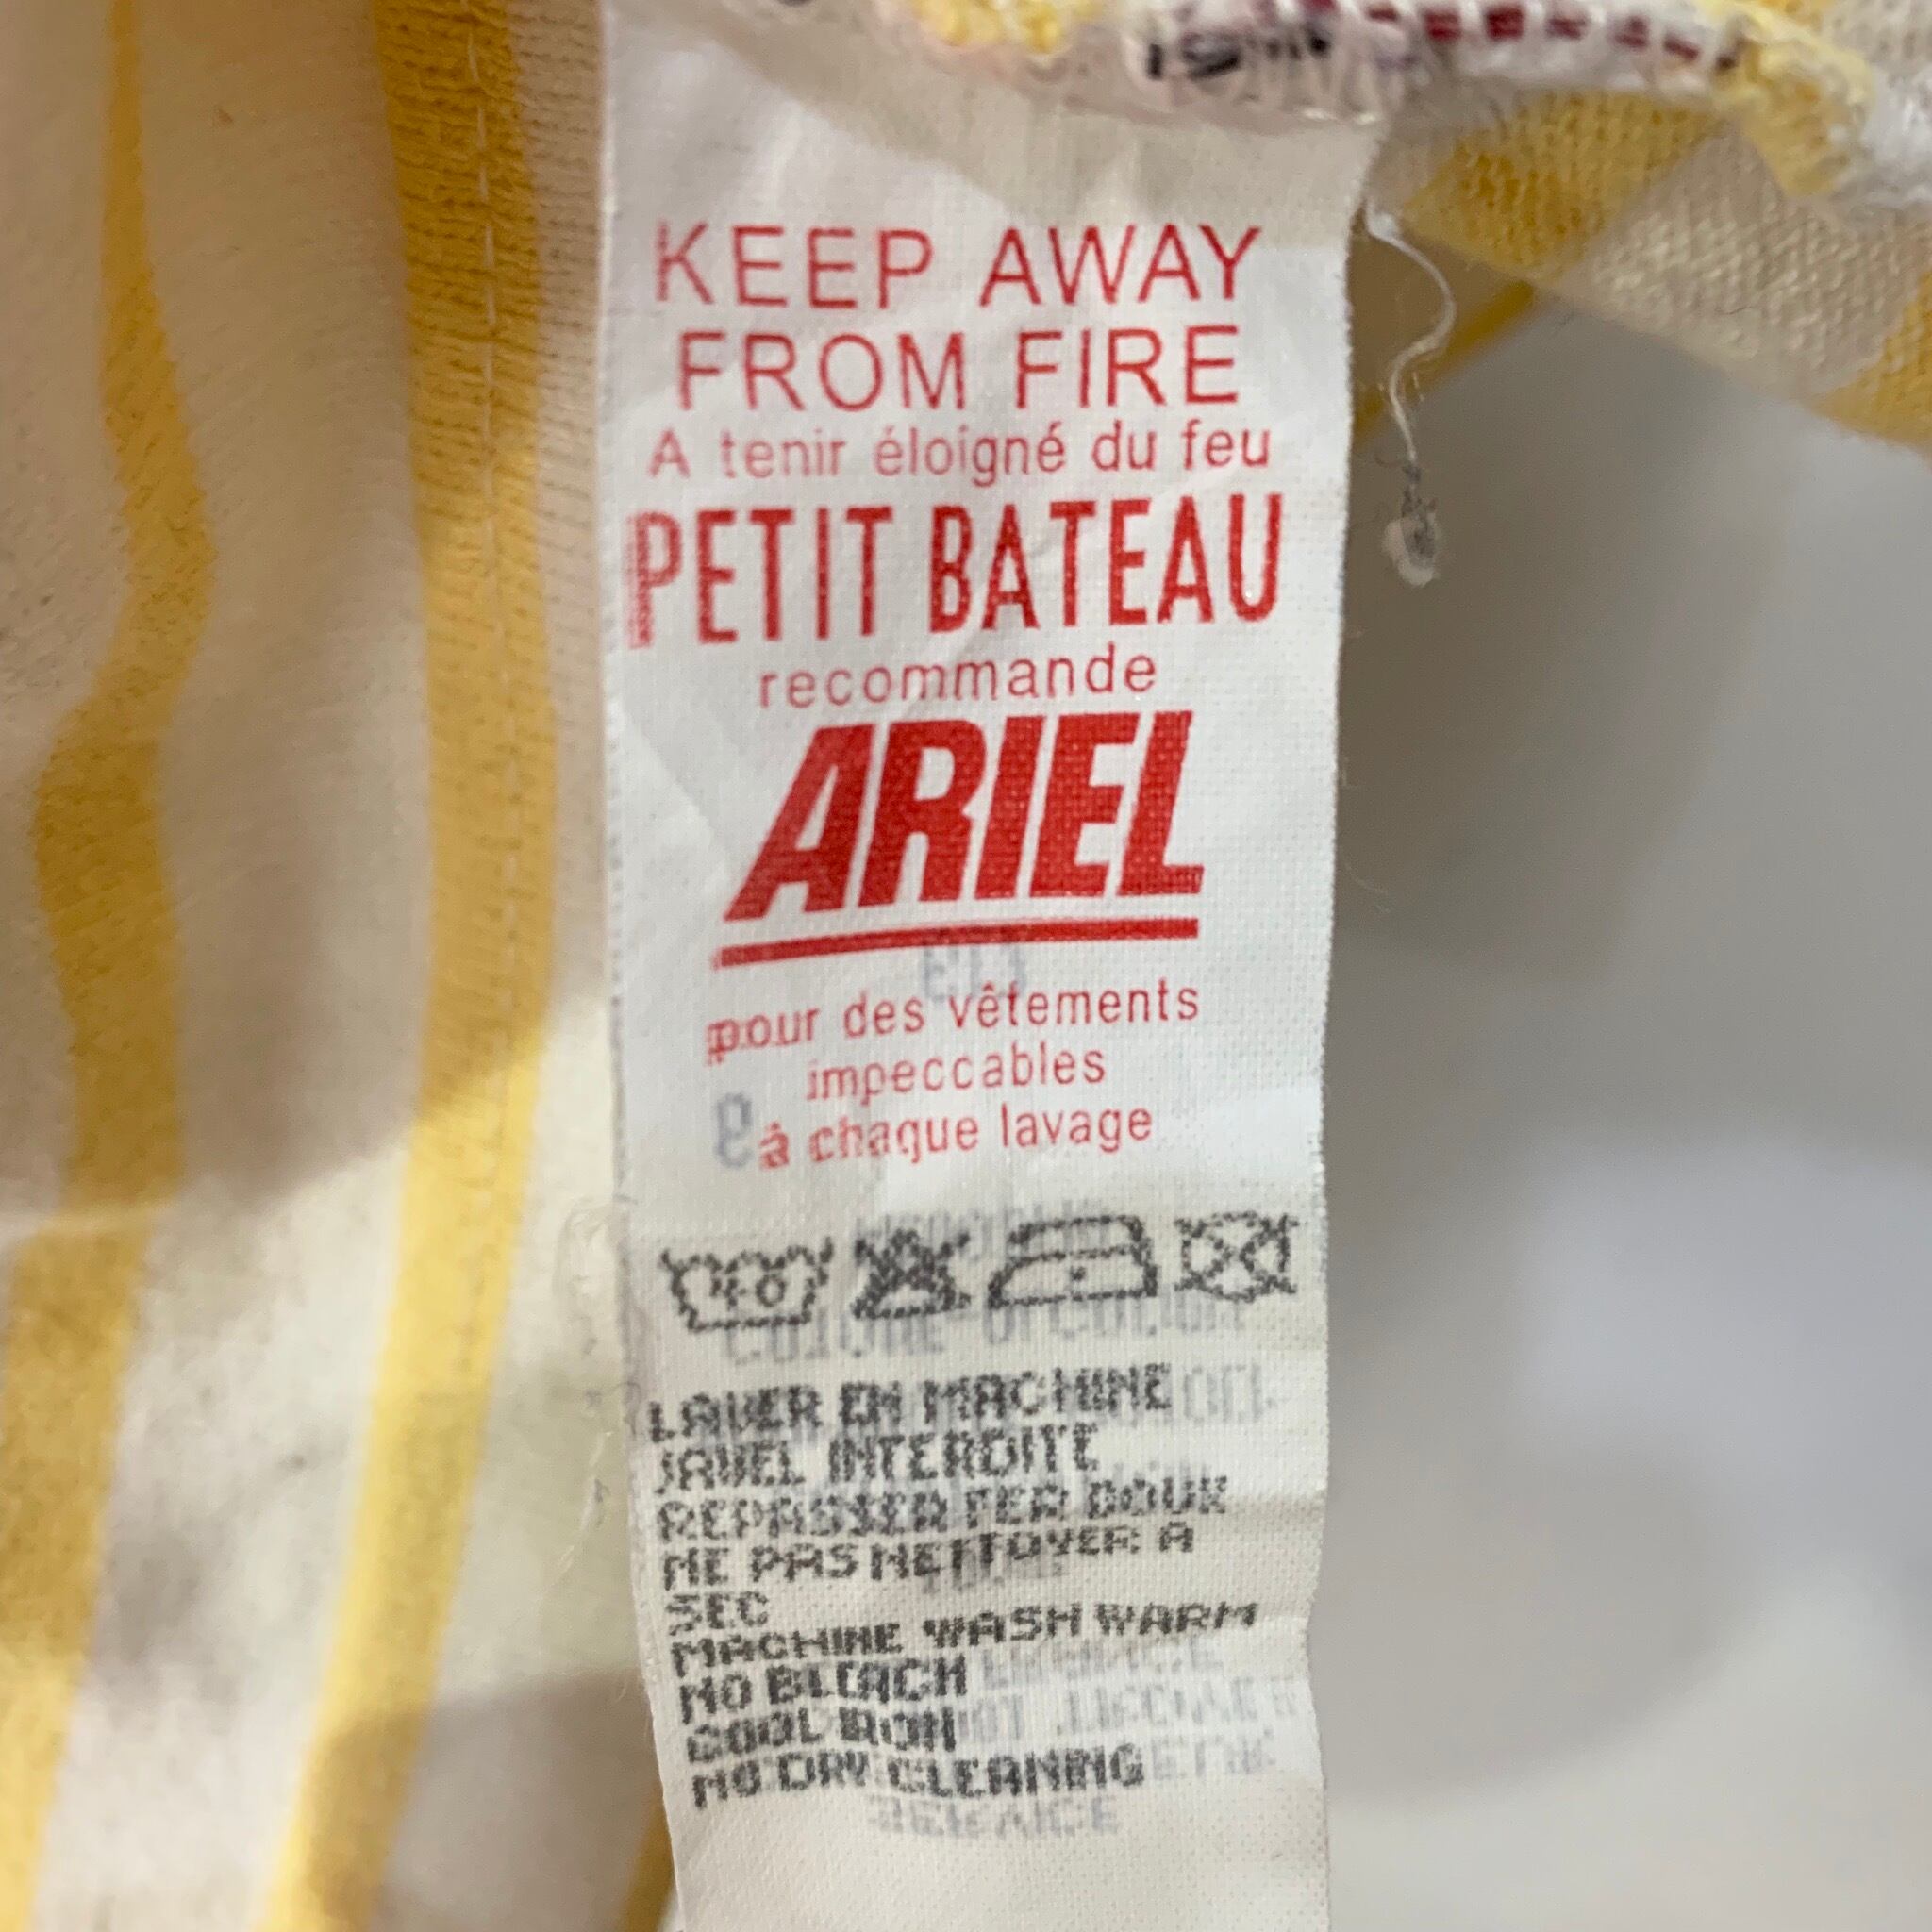 KEEP AWAY
FROM FIRE
A tenir éloigné du feu
PETIT BATEAU
recommande
ARIEL
pour des vêtements
impeccables
à chaque lavage
40
LAVER EN MACHINE
JAVEL INTERDITE
REPASSER FER DOUX
NE PAS NETTOYER A
SEC
MACHINE WASH WARM
NO BLEACH
COOL IRON
NO DRY CLEANING